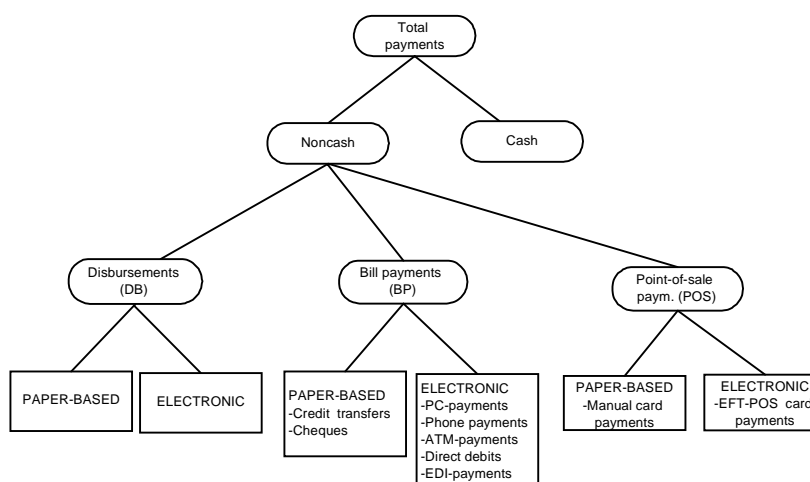 Total
payments
Noncash
Cash
Disbursements
(DB)
Bill payments
(BP)
Point-of-sale
paym. (POS)
PAPER-BASED
ELECTRONIC
PAPER-BASED
-Credit transfers
-Cheques
ELECTRONIC
-PC-payments
-Phone payments
-ATM-payments
-Direct debits
-EDI-payments
PAPER-BASED
-Manual card
payments
ELECTRONIC
-EFT-POS card
payments